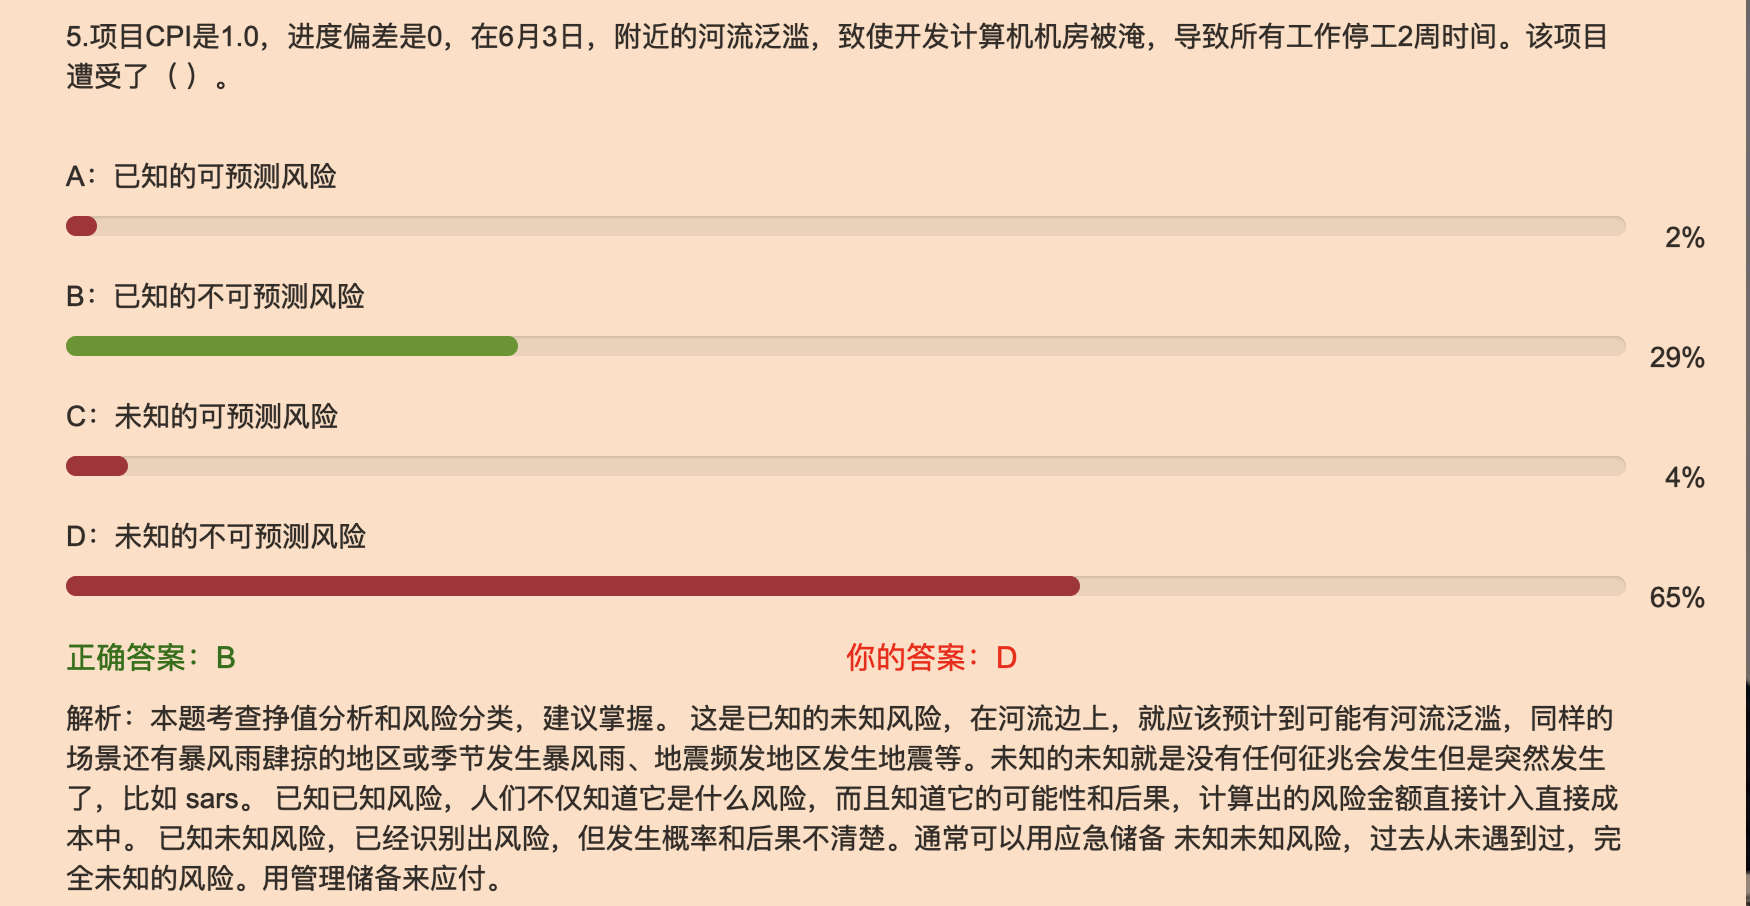 5.项目CPI是1.0，进度偏差是0，在6月3日，附近的河流泛滥，致使开发计算机机房被淹，导致所有工作停工2周时间。该项目
遭受了（ ）。
A：已知的可预测风险
2%
B：已知的不可预测风险
29%
C：未知的可预测风险
4%
D：未知的不可预测风险
65%
正确答案：B
你的答案：D
解析：本题考查挣值分析和风险分类，建议掌握。 这是已知的未知风险，在河流边上，就应该预计到可能有河流泛滥，同样的
场景还有暴风雨肆掠的地区或季节发生暴风雨、地震频发地区发生地震等。未知的未知就是没有任何征兆会发生但是突然发生
了，比如 sars。 已知已知风险，人们不仅知道它是什么风险，而且知道它的可能性和后果，计算出的风险金额直接计入直接成
本中。 已知未知风险，已经识别出风险，但发生概率和后果不清楚。通常可以用应急储备 未知未知风险，过去从未遇到过，完
全未知的风险。用管理储备来应付。